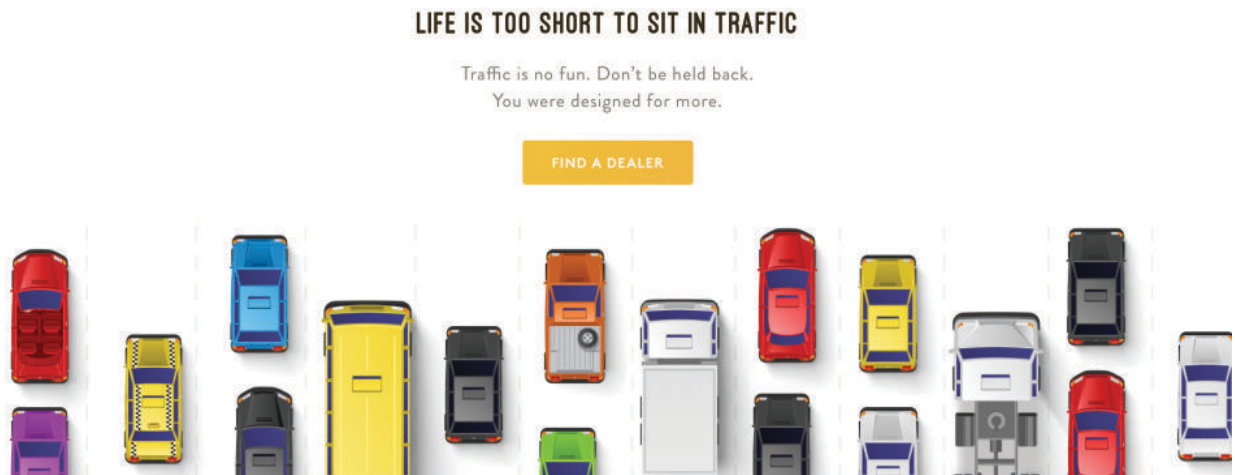 LIFE IS TOO SHORT TO SIT IN TRAFFIC
Traffic is no fun. Don't be held back.
You were designed for more.
FIND A DEALER